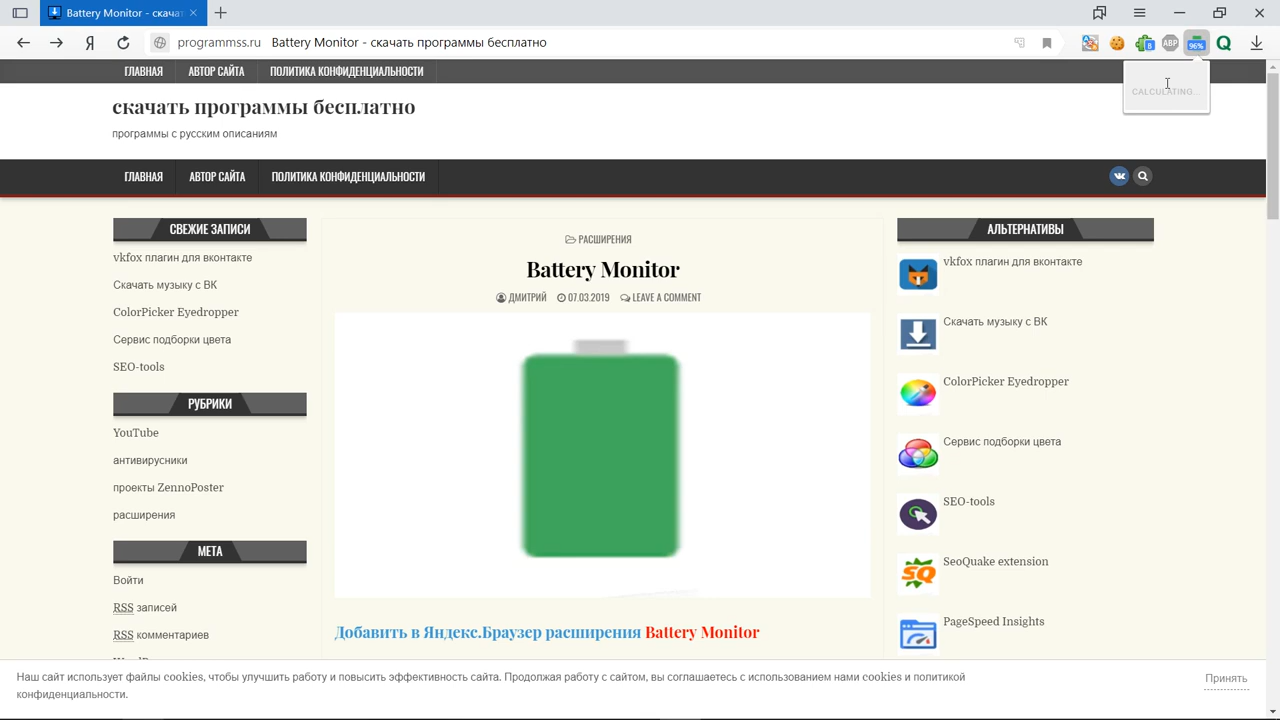 Battery Monitor - скачат
programmss.ru Battery Monitor - скачать программы бесплатно
8 ABP 96%
CALCULATING...
ГЛАВНАЯ АВТОР САЙТА ПОЛИТИКА КОНФИДЕНЦИАЛЬНОСТИ
скачать программы бесплатно
программы с русским описаниям
ГЛАВНАЯ АВТОР САЙТА ПОЛИТИКА КОНФИДЕНЦИАЛЬНОСТИ
СВЕЖИЕ ЗАПИСИ
vkfox плагин для вконтакте
Скачать музыку с ВК
ColorPicker Eyedropper
Сервис подборки цвета
SEO-tools
РУБРИКИ
YouTube
антивирусники
проекты ZennoPoster
расширения
МЕТА
Войти
RSS записей
RSS комментариев
РАСШИРЕНИЯ
Battery Monitor
ДМИТРИЙ 07.03.2019 LEAVE A COMMENT
Добавить в Яндекс.Браузер расширения Battery Monitor
АЛЬТЕРНАТИВЫ
vkfox плагин для вконтакте
Скачать музыку с ВК
ColorPicker Eyedropper
Сервис подборки цвета
SEO-tools
SeoQuake extension
PageSpeed Insights
Наш сайт использует файлы cookies, чтобы улучшить работу и повысить эффективность сайта. Продолжая работу с сайтом, вы соглашаетесь с использованием нами cookies и политикой
конфиденциальности.
Принять